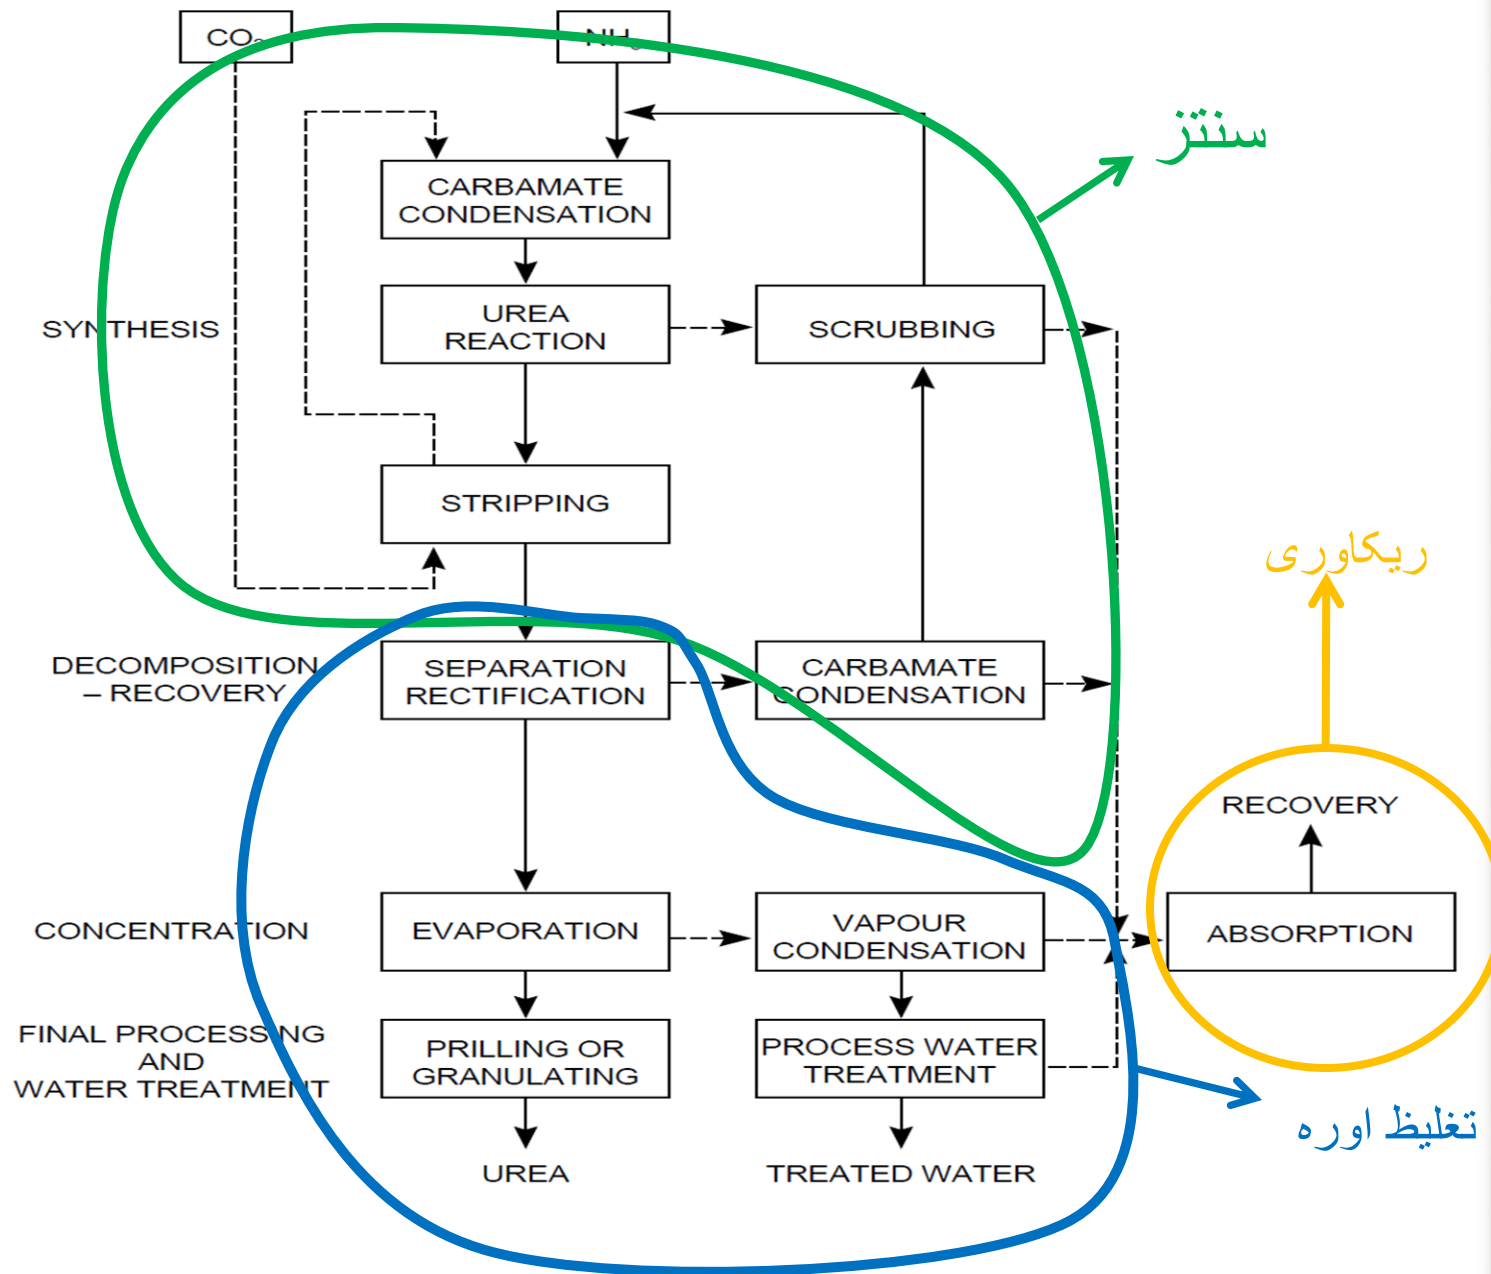 CO₂
NH₃
سنتز
CARBAMATE
CONDENSATION
SYNTHESIS
UREA
REACTION
SCRUBBING
STRIPPING
ریکاوری
DECOMPOSITION
– RECOVERY
SEPARATION
RECTIFICATION
CARBAMATE
CONDENSATION
RECOVERY
CONCENTRATION
EVAPORATION
VAPOUR
CONDENSATION
ABSORPTION
FINAL PROCESSING
AND
WATER TREATMENT
PRILLING OR
GRANULATING
PROCESS WATER
TREATMENT
تغلیظ اوره
UREA
TREATED WATER